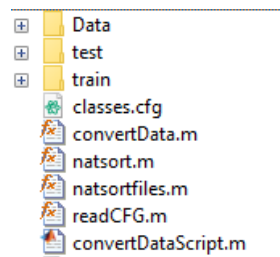 Data
test
train
classes.cfg
convertData.m
natsort.m
natsortfiles.m
readCFG.m
convertDataScript.m